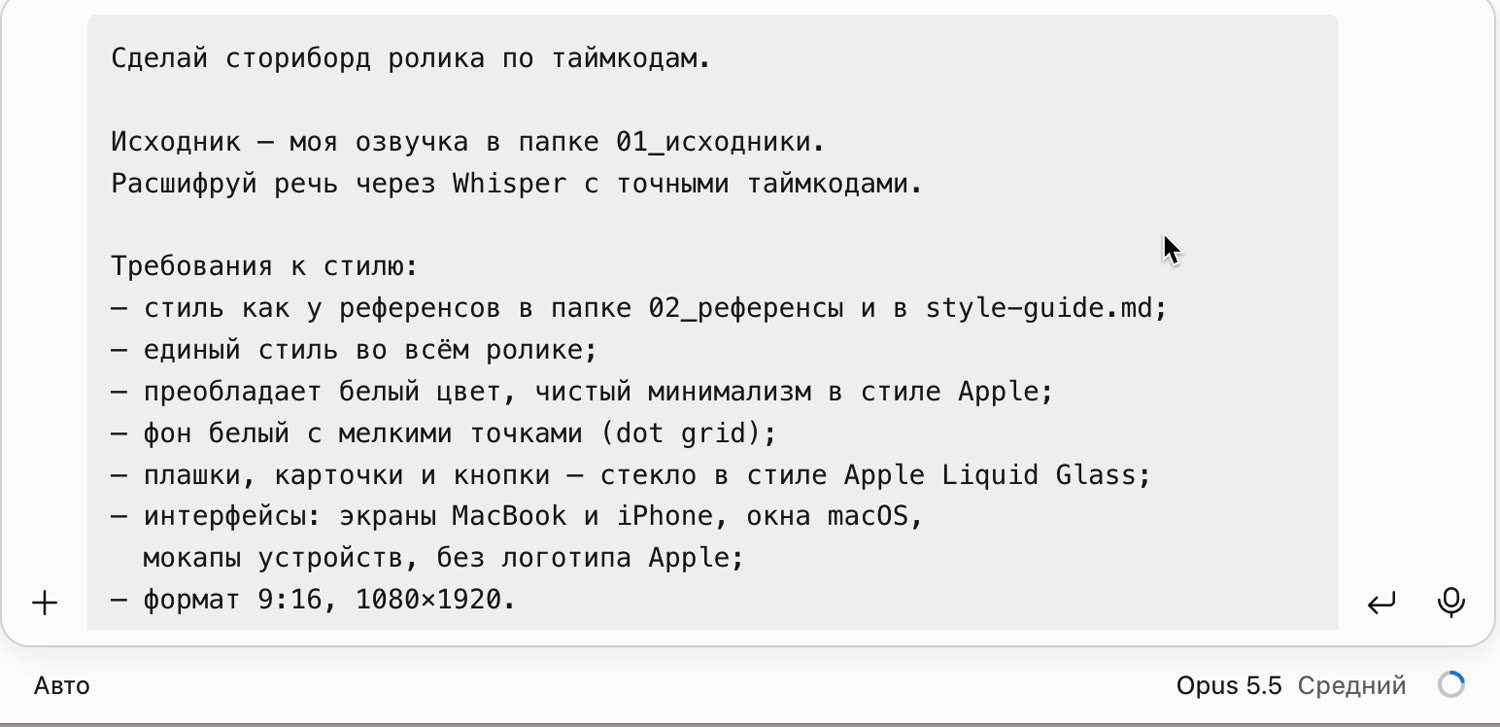 Сделай сториборд ролика по таймкодам.
Исходник — моя озвучка в папке 01_исходники.
Расшифруй речь через Whisper с точными таймкодами.
Требования к стилю:
— стиль как у референсов в папке 02_референсы и в style-guide.md;
— единый стиль во всём ролике;
— преобладает белый цвет, чистый минимализм в стиле Apple;
— фон белый с мелкими точками (dot grid);
— плашки, карточки и кнопки — стекло в стиле Apple Liquid Glass;
— интерфейсы: экраны MacBook и iPhone, окна macOS,
мокапы устройств, без логотипа Apple;
— формат 9:16, 1080×1920.
Авто
Opus 5.5 Средний